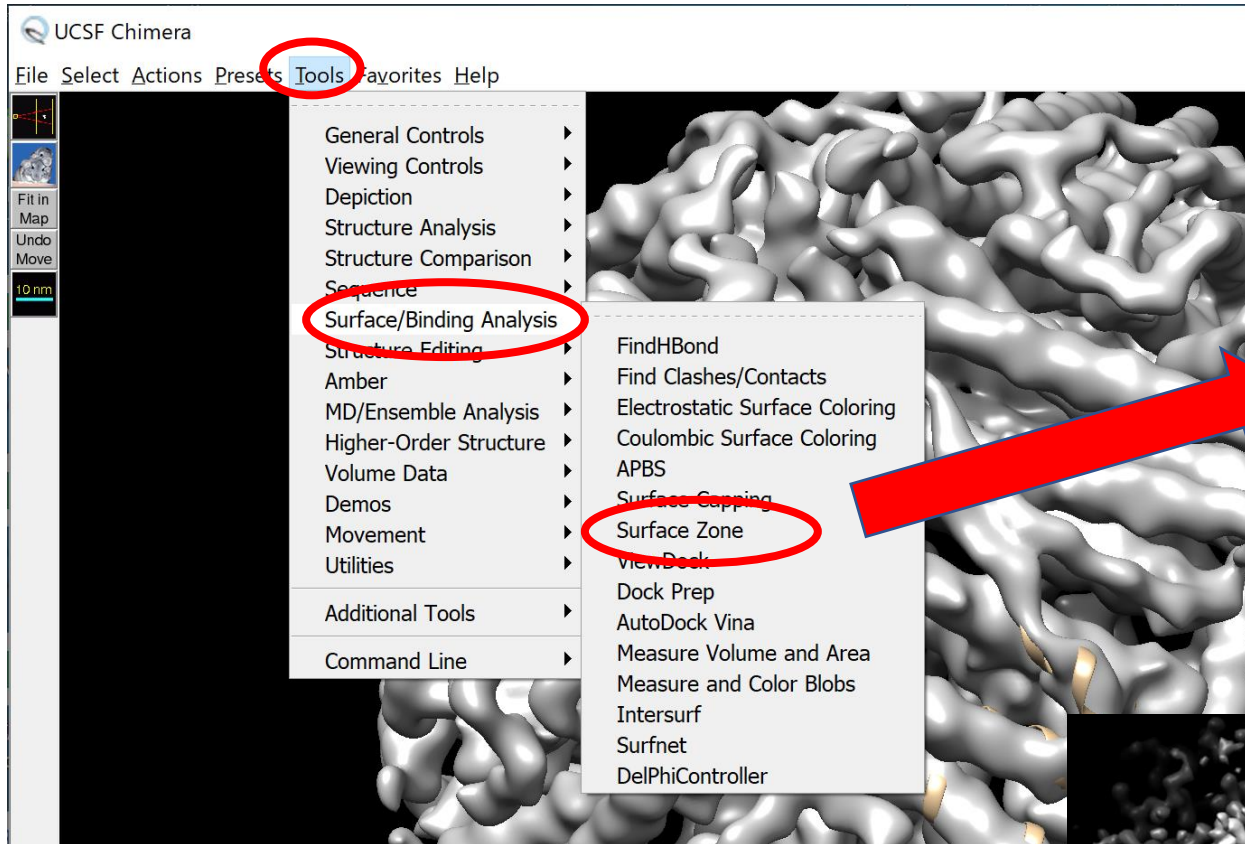 UCSF Chimera
File Select Actions Presets Tools Favorites Help
Fit in
Map
Undo
Move
10 nm
General Controls
Viewing Controls
Depiction
Structure Analysis
Structure Comparison
Sequence
Surface/Binding Analysis
Structure Editing
Amber
MD/Ensemble Analysis
Higher-Order Structure
Volume Data
Demos
Movement
Utilities
Additional Tools
Command Line
FindHBond
Find Clashes/Contacts
Electrostatic Surface Coloring
Coulombic Surface Coloring
APBS
Surface Capping
Surface Zone
ViewDock
Dock Prep
AutoDock Vina
Measure Volume and Area
Measure and Color Blobs
Intersurf
Surfnet
DelPhiController